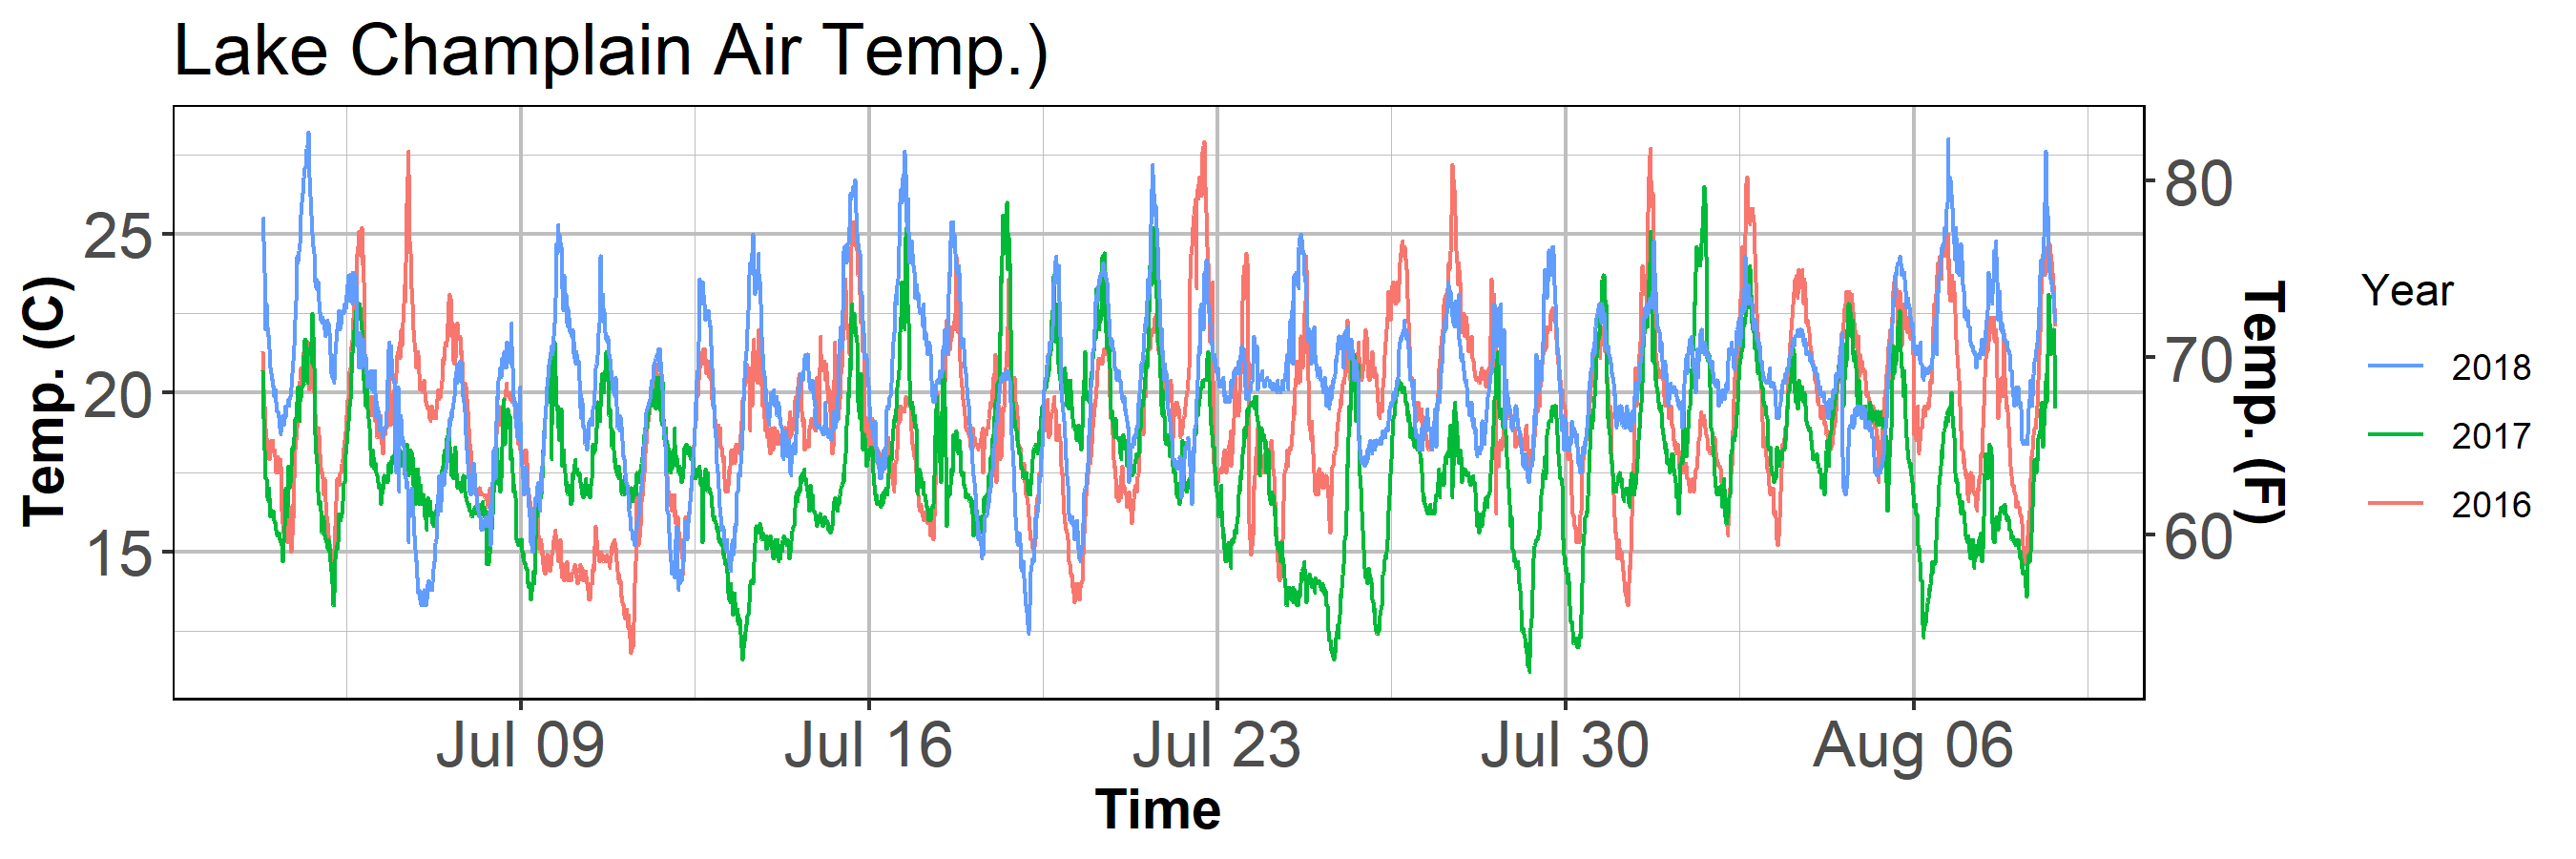 Lake Champlain Air Temp.)
Temp. (C)
25
20
15
80
70
60
Temp. (F)
Jul 09
Jul 16
Jul 23
Jul 30
Aug 06
Time
Year
2018
2017
2016